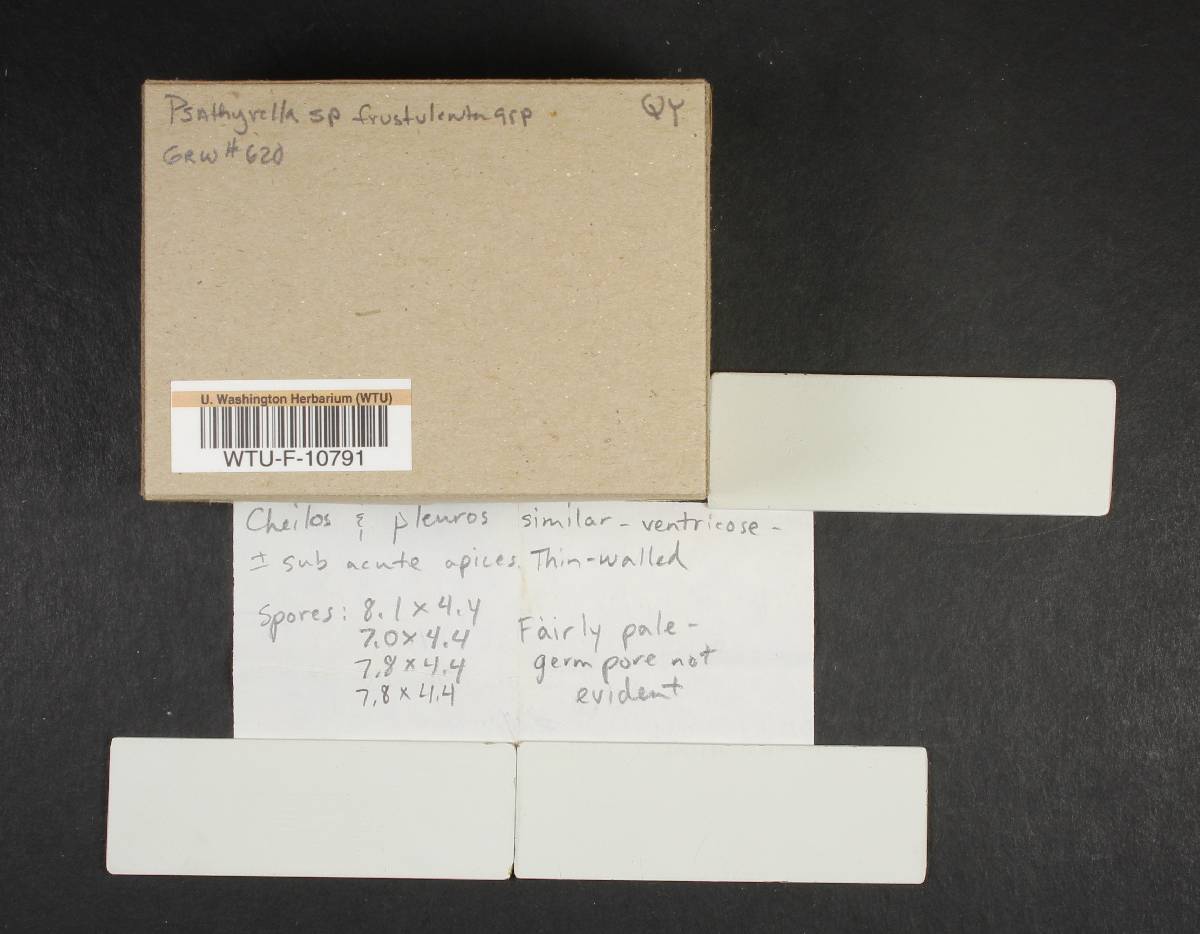 Psathyrella sp frustulenta grp
QY
GRW # 620
U. Washington Herbarium (WTU)
WTU-F-10791
Cheilos & pleuros similar - ventricose -
± sub acute apices. Thin-walled
Spores: 8.1 x 4.4
7.0 x 4.4
7.8 x 4.4
7.8 x 4.4
Fairly pale -
germ pore not
evident